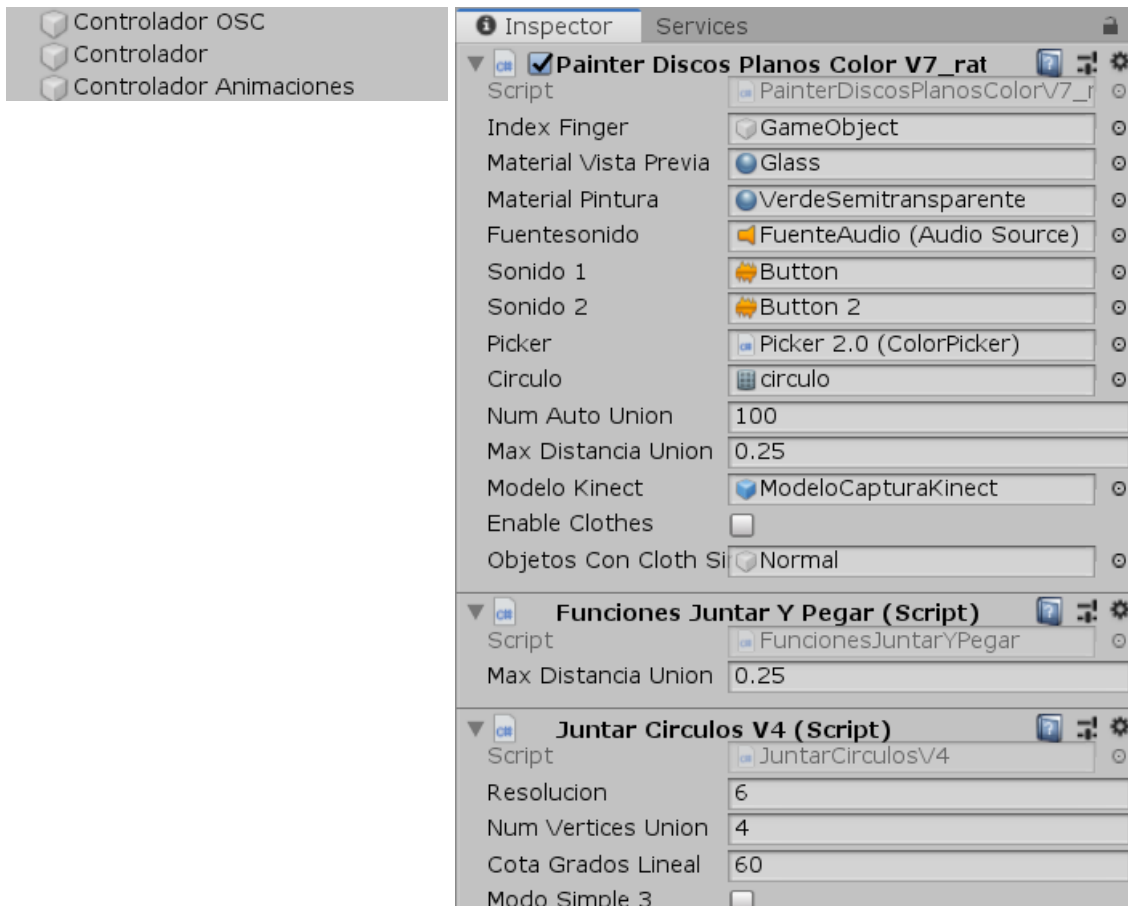 Controlador OSC
Controlador
Controlador Animaciones
Inspector Services
Painter Discos Planos Color V7_rat
Script PainterDiscosPlanosColorV7_r
Index Finger GameObject
Material Vista Previa Glass
Material Pintura VerdeSemitransparente
Fuentesonido FuenteAudio (Audio Source)
Sonido 1 Button
Sonido 2 Button 2
Picker Picker 2.0 (ColorPicker)
Circulo circulo
Num Auto Union 100
Max Distancia Union 0.25
Modelo Kinect ModeloCapturaKinect
Enable Clothes
Objetos Con Cloth Sir Normal
Funciones Juntar Y Pegar (Script)
Script FuncionesJuntarYPegar
Max Distancia Union 0.25
Juntar Circulos V4 (Script)
Script JuntarCirculosV4
Resolucion 6
Num Vertices Union 4
Cota Grados Lineal 60
Modo Simple 3